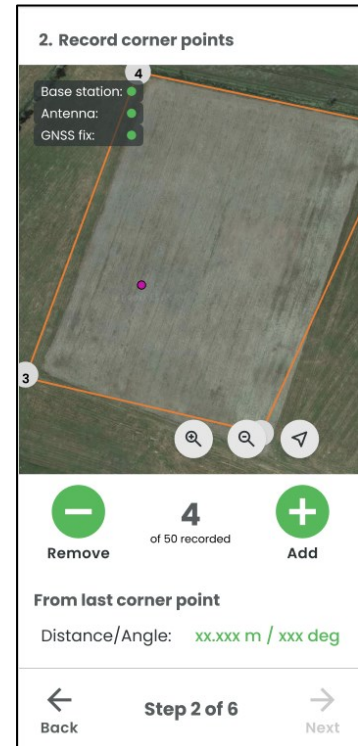 2. Record corner points
4
Base station:
Antenna:
GNSS fix:
3
4
of 50 recorded
Remove
Add
From last corner point
Distance/Angle: xx.xxx m / xxx deg
Back
Step 2 of 6
Next